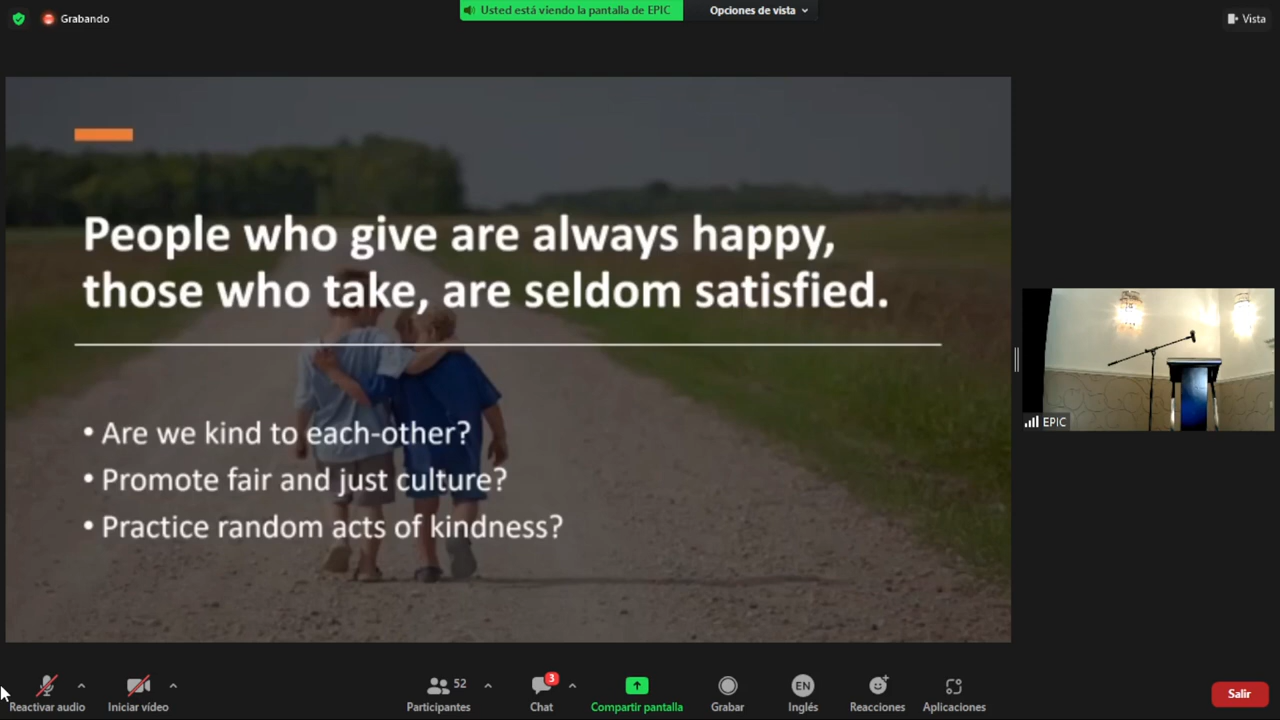 Grabando
Usted está viendo la pantalla de EPIC
Opciones de vista
Vista
People who give are always happy,
those who take, are seldom satisfied.
• Are we kind to each-other?
• Promote fair and just culture?
• Practice random acts of kindness?
EPIC
Reactivar audio
Iniciar vídeo
52
Participantes
3
Chat
Compartir pantalla
Grabar
EN
Inglés
Reacciones
Aplicaciones
Salir